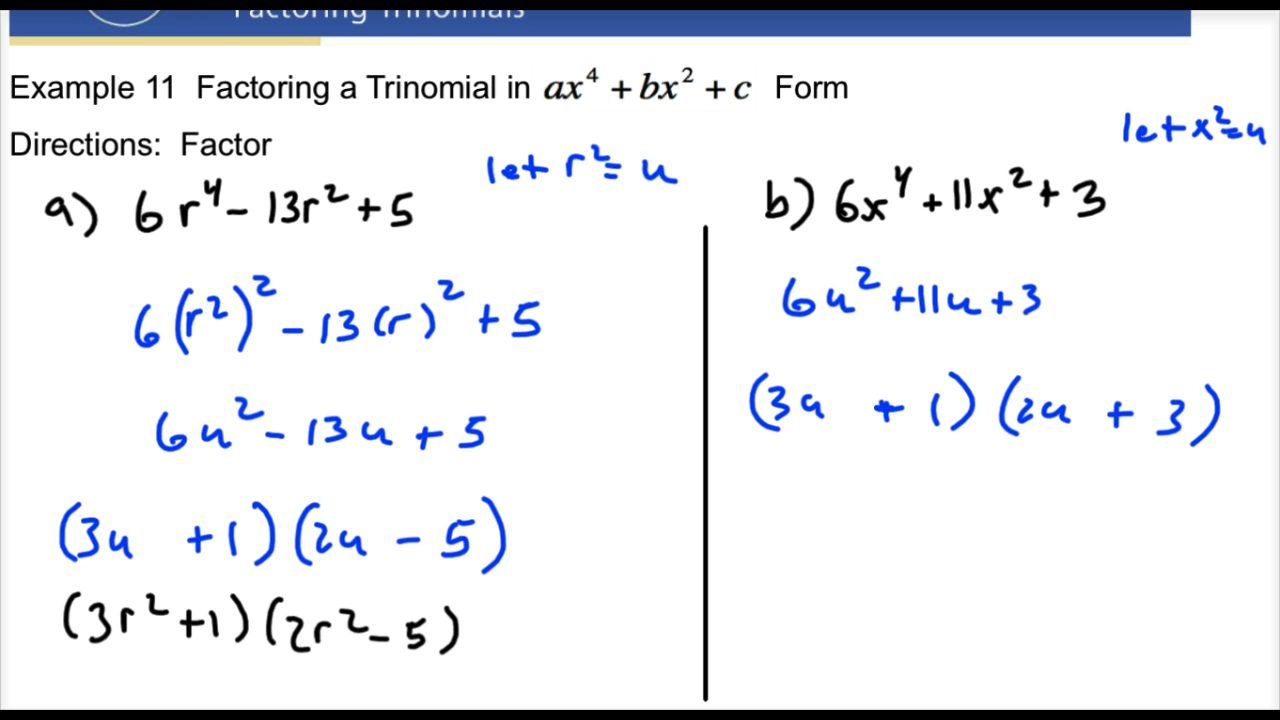 Factoring Trinomials
Example 11 Factoring a Trinomial in ax⁴ + bx² + c Form
Directions: Factor
let r² = u
let x² = u
a) 6r⁴ - 13r² + 5
6(r²)² - 13(r)² + 5
6u² - 13u + 5
(3u + 1)(2u - 5)
(3r² + 1)(2r² - 5)
b) 6x⁴ + 11x² + 3
6u² + 11u + 3
(3u + 1)(2u + 3)